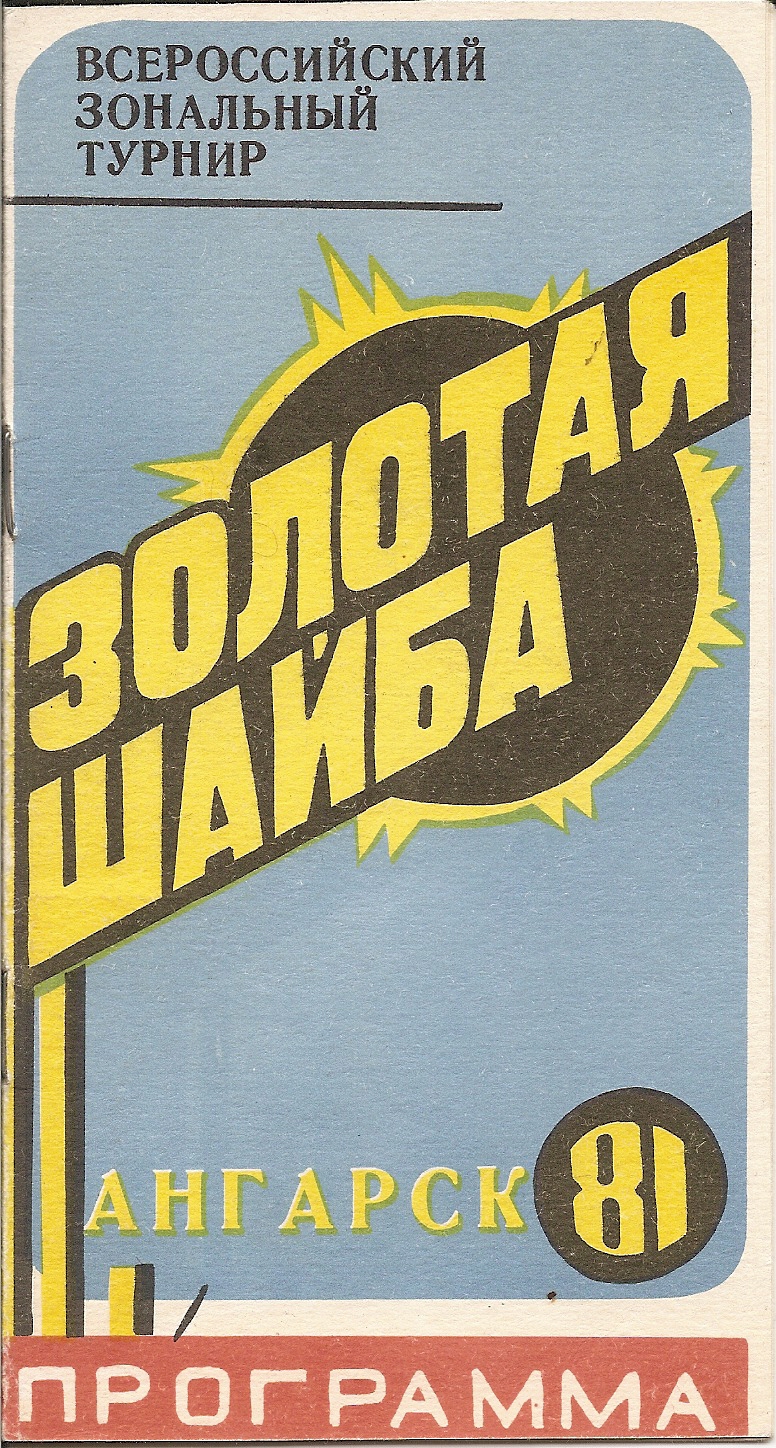 ВСЕРОССИЙСКИЙ
ЗОНАЛЬНЫЙ
ТУРНИР
ЗОЛОТАЯ
ШАЙБА
АНГАРСК 81
ПРОГРАММА